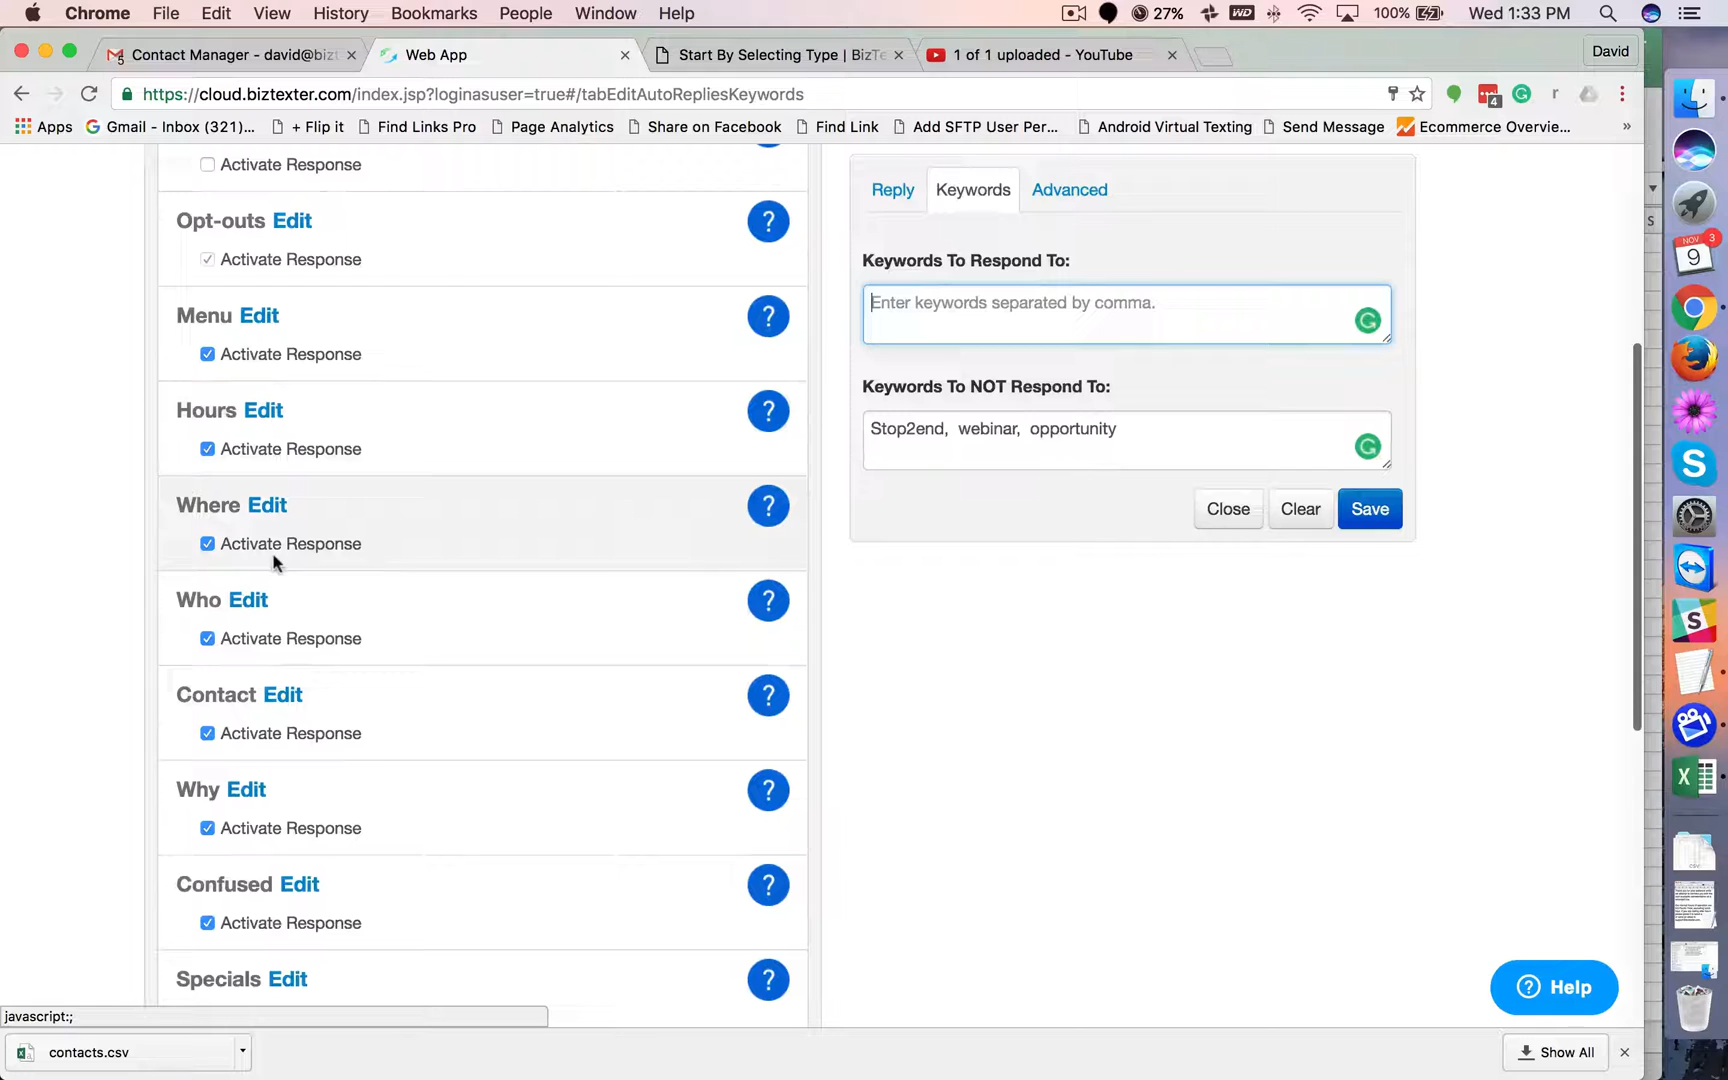 Chrome File Edit View History Bookmarks People Window Help 27% WD 100% Wed 1:33 PM
Contact Manager - david@bizt Web App Start By Selecting Type | BizTe 1 of 1 uploaded - YouTube David
https://cloud.biztexter.com/index.jsp?loginasuser=true#/tabEditAutoRepliesKeywords
Apps Gmail - Inbox (321)... + Flip it Find Links Pro Page Analytics Share on Facebook Find Link Add SFTP User Per... Android Virtual Texting Send Message Ecommerce Overvie... »
Activate Response
Opt-outs Edit ?
Activate Response
Menu Edit ?
Activate Response
Hours Edit ?
Activate Response
Where Edit ?
Activate Response
Who Edit ?
Activate Response
Contact Edit ?
Activate Response
Why Edit ?
Activate Response
Confused Edit ?
Activate Response
Specials Edit ?
Reply Keywords Advanced
Keywords To Respond To:
Enter keywords separated by comma.
Keywords To NOT Respond To:
Stop2end, webinar, opportunity
Close Clear Save
? Help
javascript:;
contacts.csv Show All
NOV
9
3